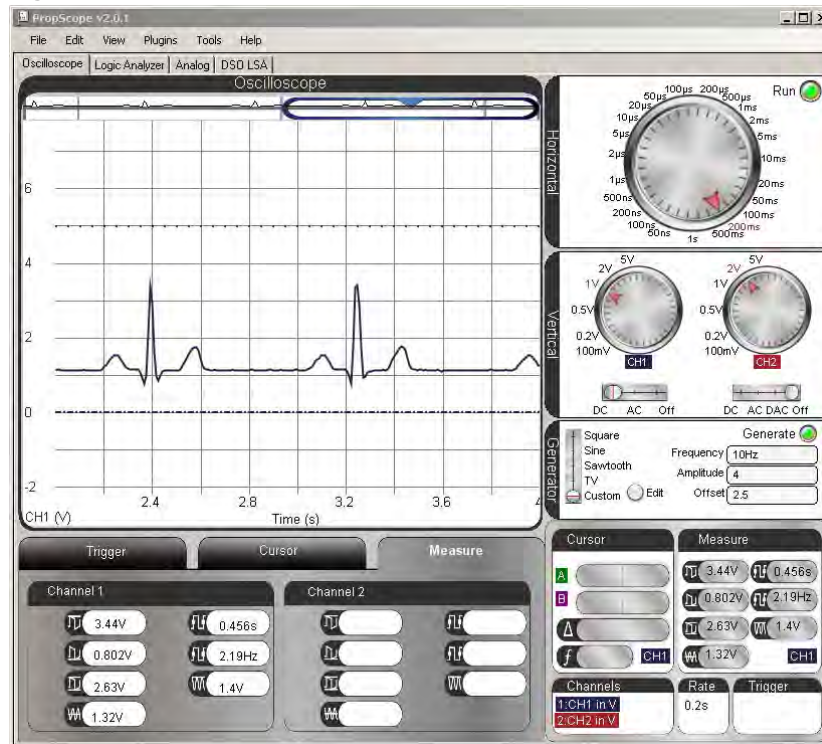 PropScope v2.0.1
File Edit View Plugins Tools Help
Oscilloscope Logic Analyzer Analog DSO LSA
Oscilloscope
6
4
2
0
-2
2.4 2.8 3.2 3.6 4
CH1 (V) Time (s)
Horizontal
Run
50ns 100ns 200ns 500ns 1µs 2µs 5µs 10µs 20µs 50µs 100µs 200µs 500µs 1ms 2ms 5ms 10ms 20ms 50ms 100ms 200ms 500ms 1s
Vertical
100mV 0.2V 0.5V 1V 2V 5V
CH1
DC AC Off
100mV 0.2V 0.5V 1V 2V 5V
CH2
DC AC DAC Off
Generator
Square
Sine
Sawtooth
TV
Custom Edit
Generate
Frequency 10Hz
Amplitude 4
Offset 2.5
Trigger Cursor Measure
Channel 1
3.44V 0.456s
0.802V 2.19Hz
2.63V 1.4V
1.32V
Channel 2
Cursor
A
B
Δ
f CH1
Measure
3.44V 0.456s
0.802V 2.19Hz
2.63V 1.4V
1.32V CH1
Channels
1:CH1 in V
2:CH2 in V
Rate
0.2s
Trigger